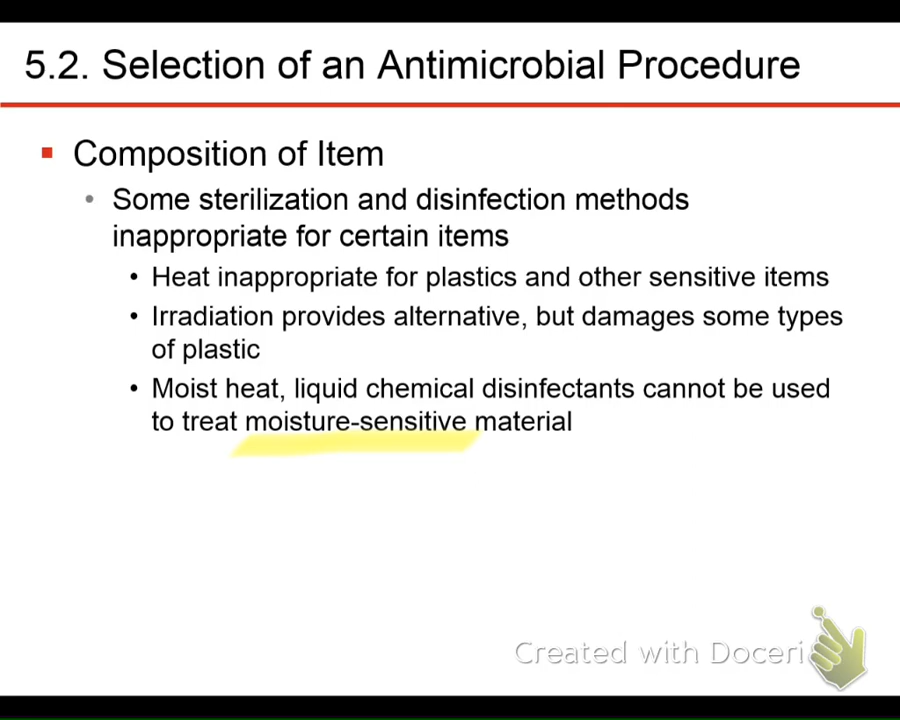 5.2. Selection of an Antimicrobial Procedure
Composition of Item
Some sterilization and disinfection methods
inappropriate for certain items
Heat inappropriate for plastics and other sensitive items
Irradiation provides alternative, but damages some types
of plastic
Moist heat, liquid chemical disinfectants cannot be used
to treat moisture-sensitive material
Created with Doceri